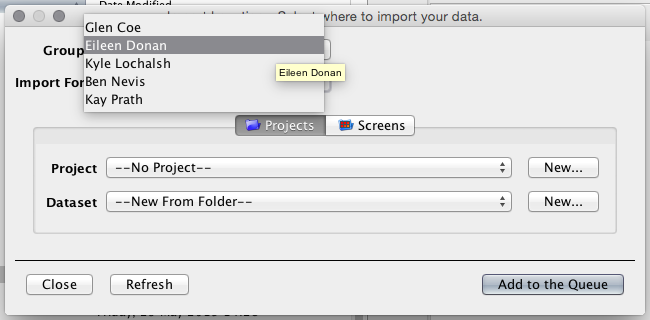 Date Modified
where to import your data.
Glen Coe
Group
Eileen Donan
Kyle Lochalsh
Eileen Donan
Import For
Ben Nevis
Kay Prath
Projects
Screens
Project
--No Project--
New...
Dataset
--New From Folder--
New...
Close
Refresh
Add to the Queue